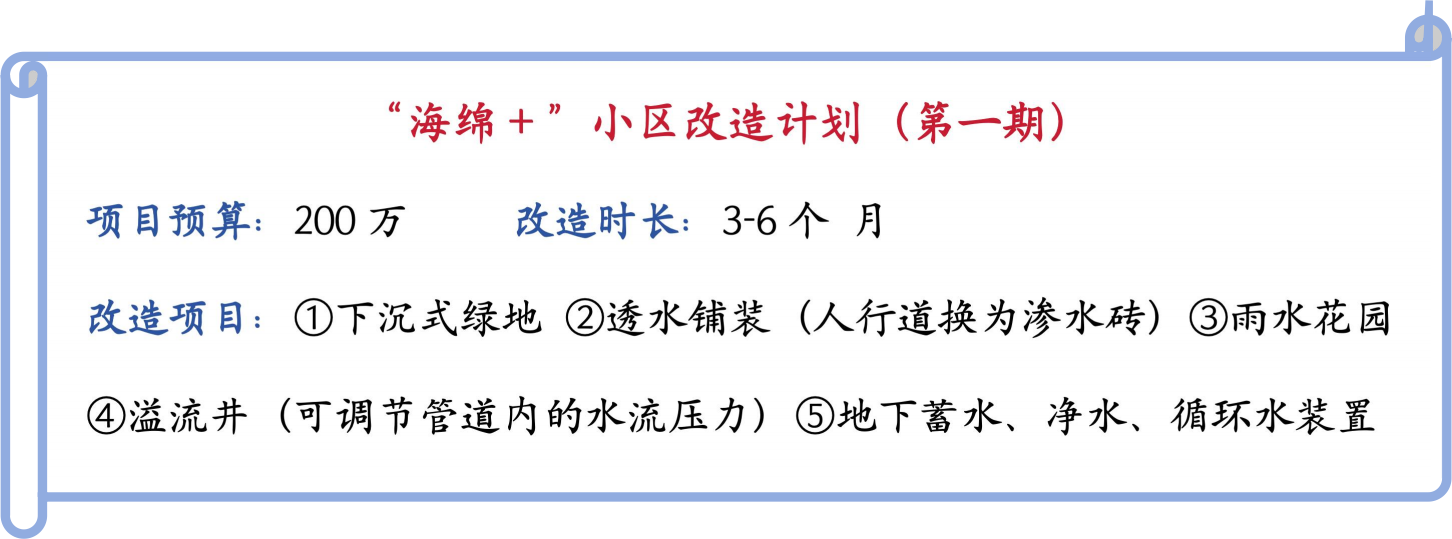 “海绵+”小区改造计划（第一期）
项目预算：200万 改造时长：3-6个 月
改造项目：①下沉式绿地 ②透水铺装（人行道换为渗水砖）③雨水花园
④溢流井（可调节管道内的水流压力）⑤地下蓄水、净水、循环水装置